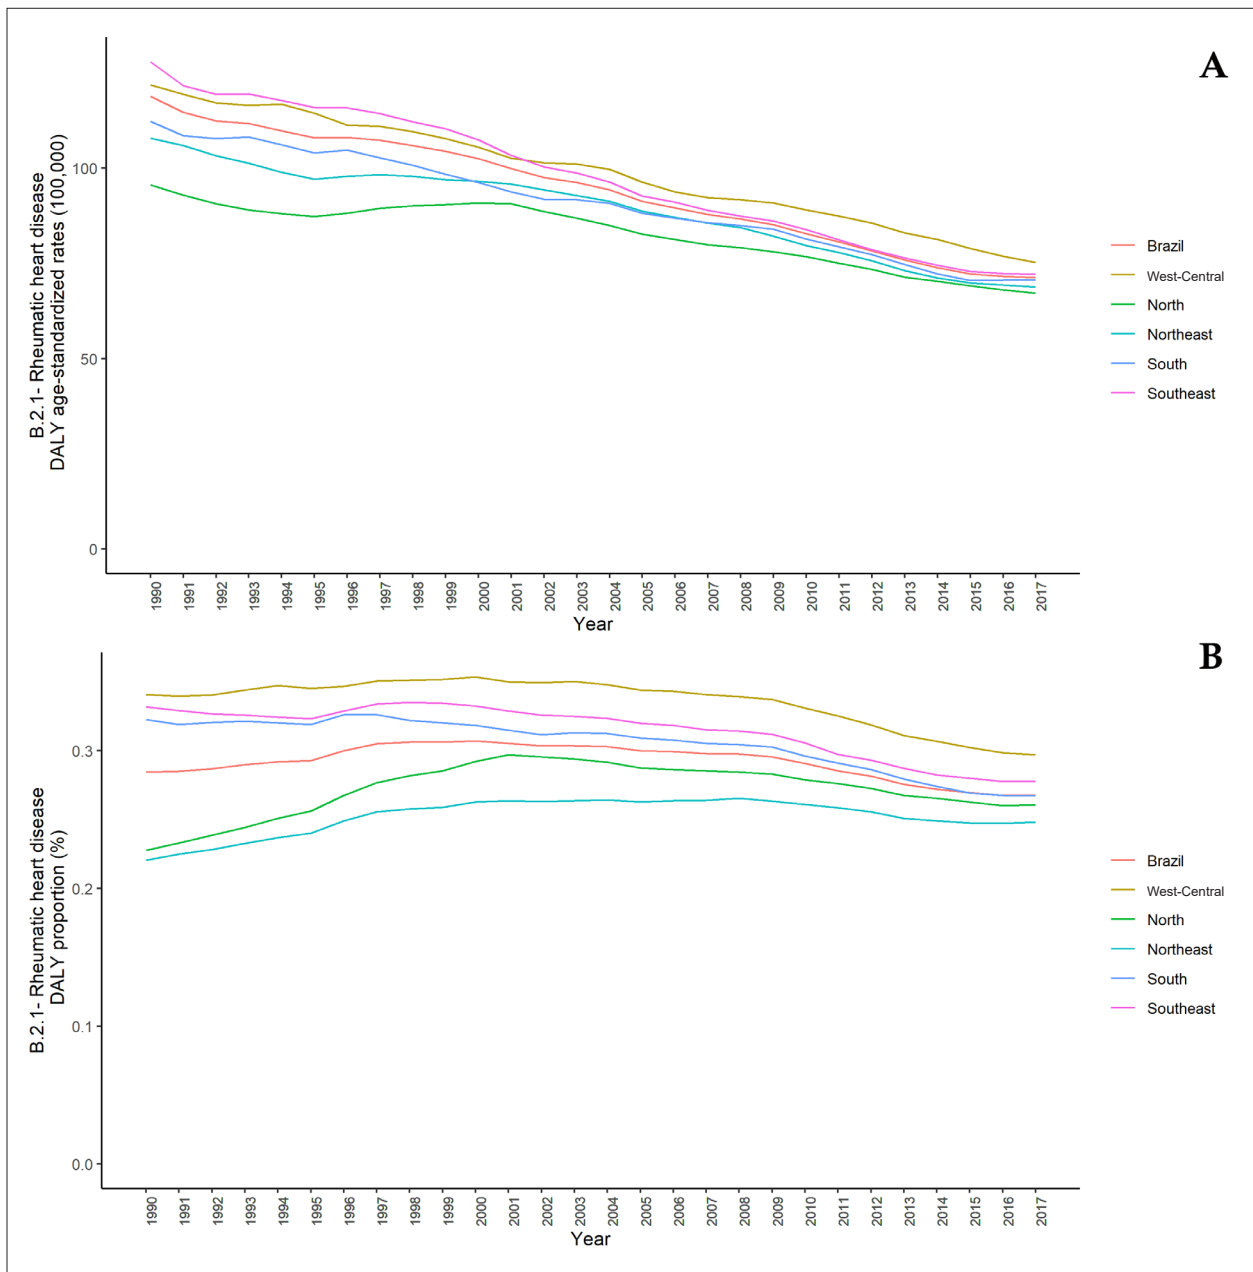 A
B.2.1- Rheumatic heart disease
DALY age-standardized rates (100,000)
100
50
0
1990 1991 1992 1993 1994 1995 1996 1997 1998 1999 2000 2001 2002 2003 2004 2005 2006 2007 2008 2009 2010 2011 2012 2013 2014 2015 2016 2017
Year
Brazil
West-Central
North
Northeast
South
Southeast
B
B.2.1- Rheumatic heart disease
DALY proportion (%)
0.3
0.2
0.1
0.0
1990 1991 1992 1993 1994 1995 1996 1997 1998 1999 2000 2001 2002 2003 2004 2005 2006 2007 2008 2009 2010 2011 2012 2013 2014 2015 2016 2017
Year
Brazil
West-Central
North
Northeast
South
Southeast